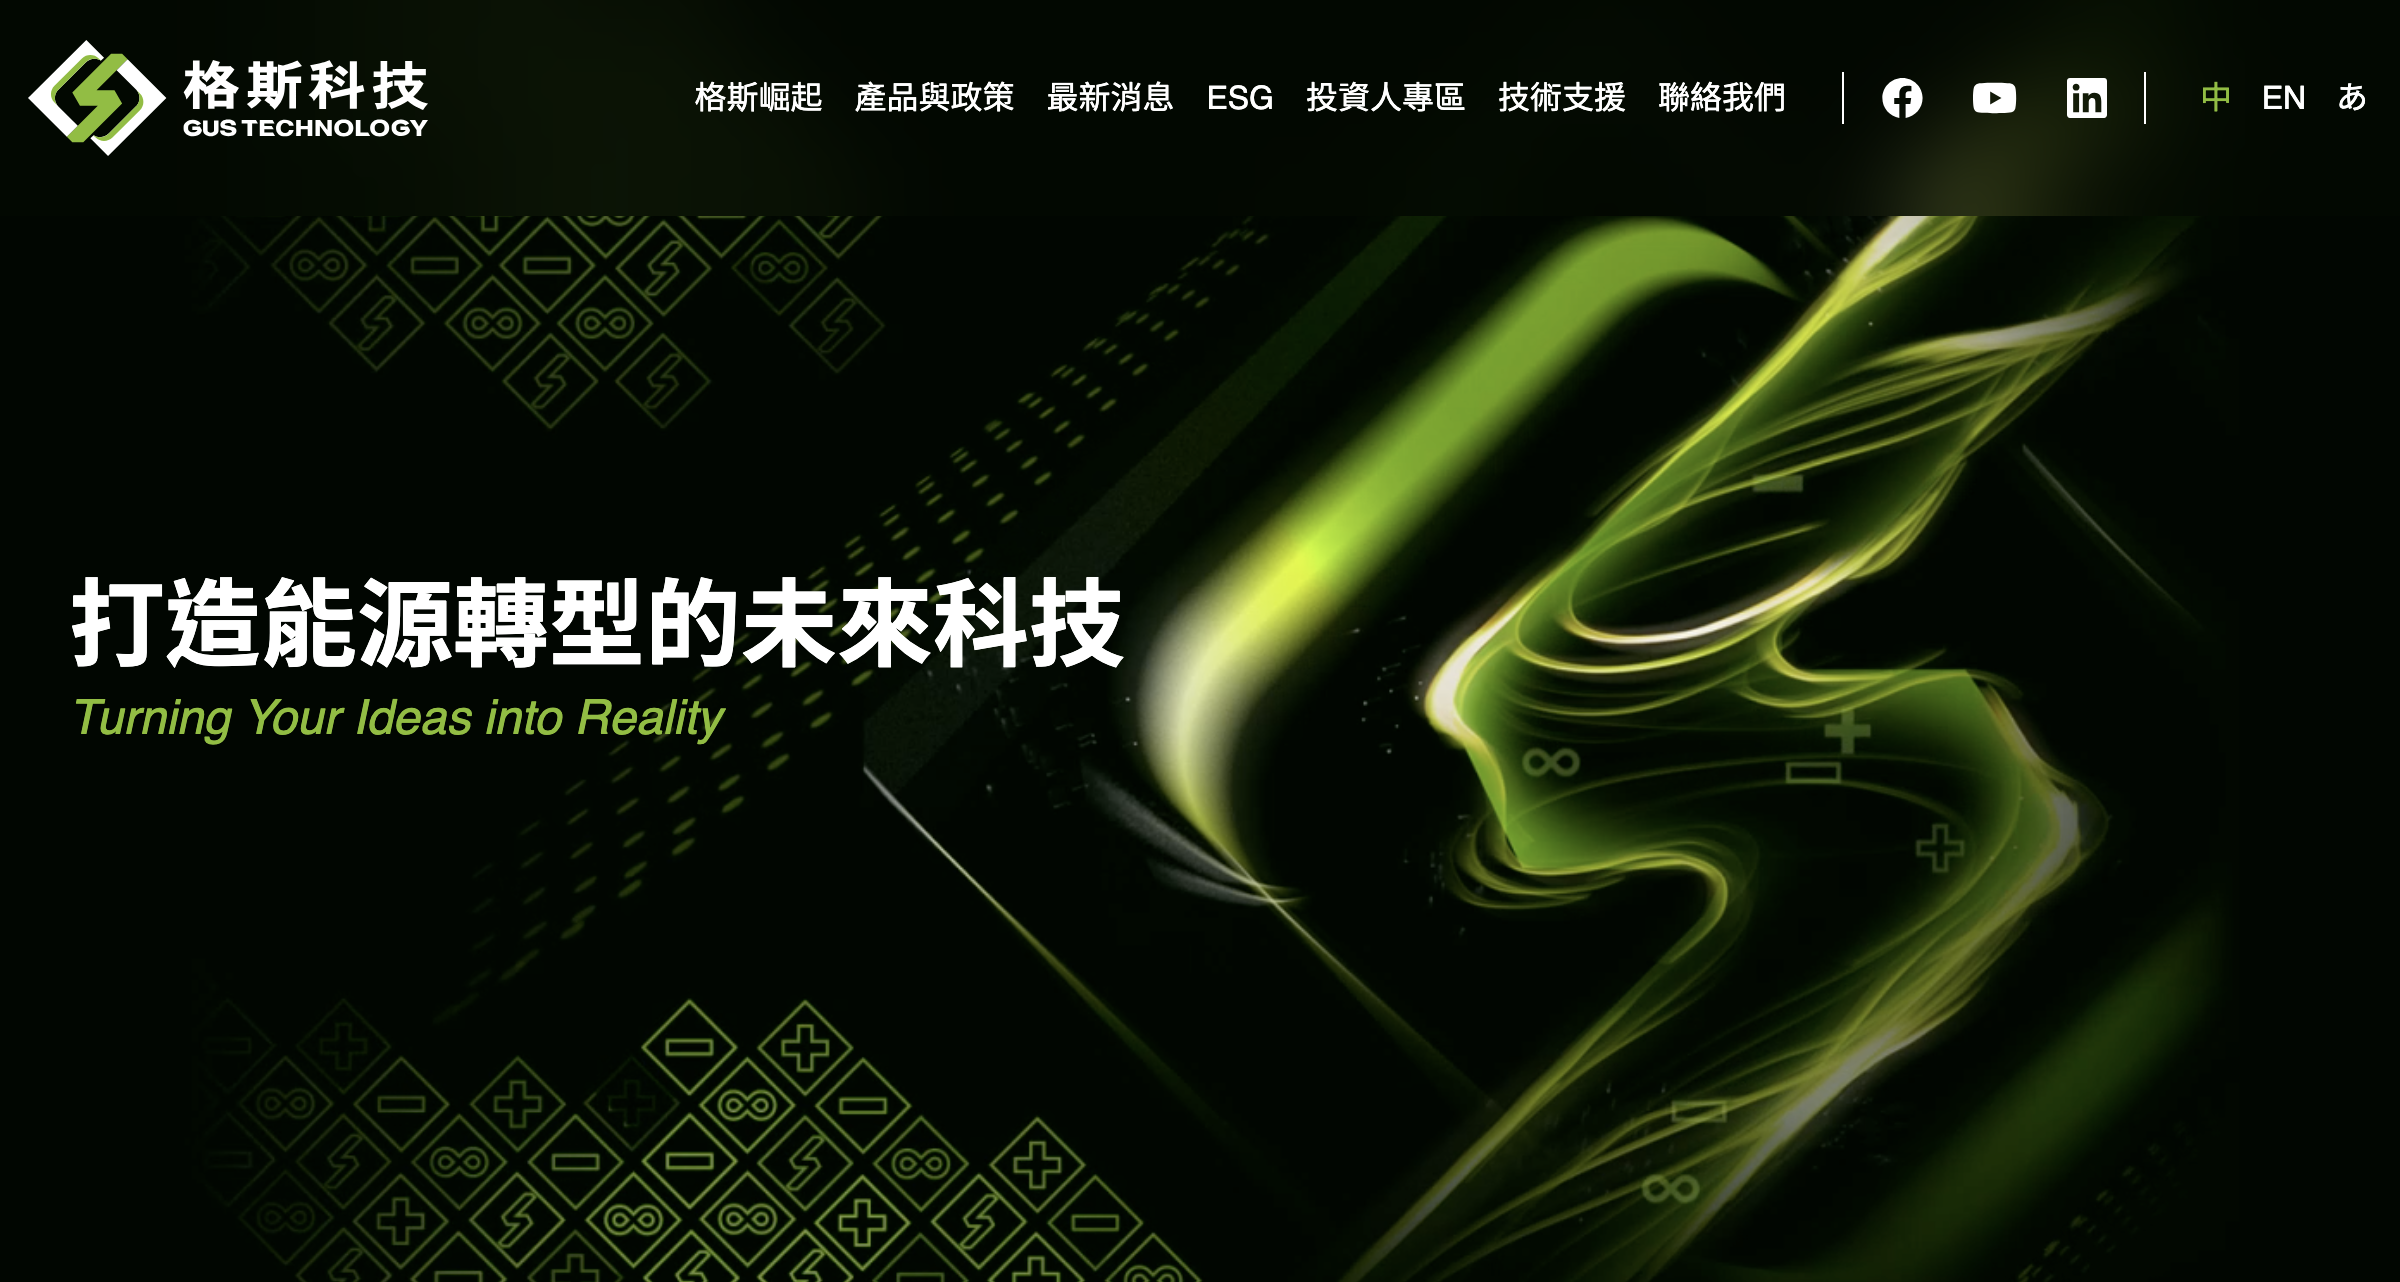 格斯科技
GUS TECHNOLOGY
格斯崛起 產品與政策 最新消息 ESG 投資人專區 技術支援 聯絡我們
中 EN あ
打造能源轉型的未來科技
Turning Your Ideas into Reality